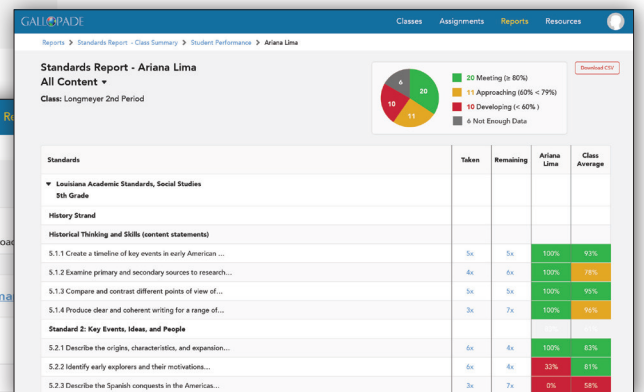 GALLOPADE
Classes Assignments Reports Resources
Reports > Standards Report - Class Summary > Student Performance > Ariana Lima
Standards Report - Ariana Lima
All Content
Class: Longmeyer 2nd Period
6
20
10
11
20 Meeting (≥ 80%)
11 Approaching (60% < 79%)
10 Developing (< 60% )
6 Not Enough Data
Download CSV
Standards Taken Remaining Ariana Lima Class Average
Louisiana Academic Standards, Social Studies
5th Grade
History Strand
Historical Thinking and Skills (content statements)
5.1.1 Create a timeline of key events in early American ... 5x 5x 100% 93%
5.1.2 Examine primary and secondary sources to research... 4x 6x 100% 78%
5.1.3 Compare and contrast different points of view of... 5x 5x 100% 95%
5.1.4 Produce clear and coherent writing for a range of... 3x 7x 100% 96%
Standard 2: Key Events, Ideas, and People
5.2.1 Describe the origins, characteristics, and expansion... 6x 4x 100% 83%
5.2.2 Identify early explorers and their motivations... 6x 4x 33% 81%
5.2.3 Describe the Spanish conquests in the Americas... 3x 7x 0% 58%